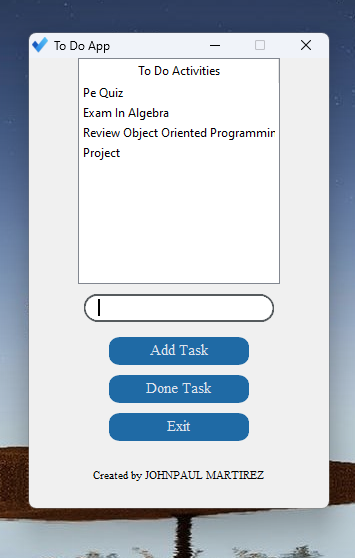 To Do App
To Do Activities
Pe Quiz
Exam In Algebra
Review Object Oriented Programmin
Project
Add Task
Done Task
Exit
Created by JOHNPAUL MARTIREZ